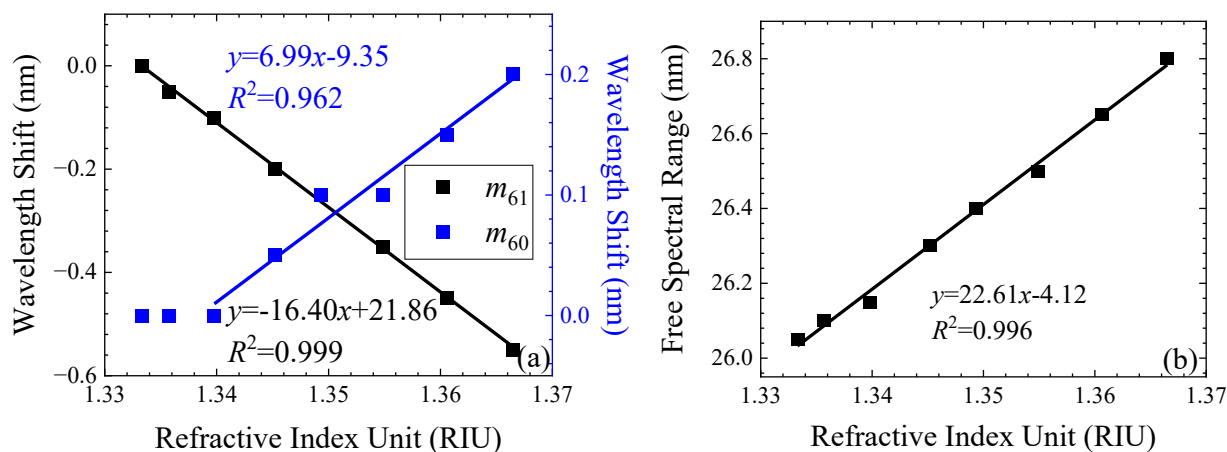 y=6.99x-9.35
R²=0.962
0.0
−0.2
−0.4
−0.6
Wavelength Shift (nm)
m₆₁
m₆₀
y=-16.40x+21.86
R²=0.999
(a)
0.2
0.1
0.0
Wavelength Shift (nm)
1.33 1.34 1.35 1.36 1.37
Refractive Index Unit (RIU)
26.8
26.6
26.4
26.2
26.0
Free Spectral Range (nm)
y=22.61x-4.12
R²=0.996
(b)
1.33 1.34 1.35 1.36 1.37
Refractive Index Unit (RIU)